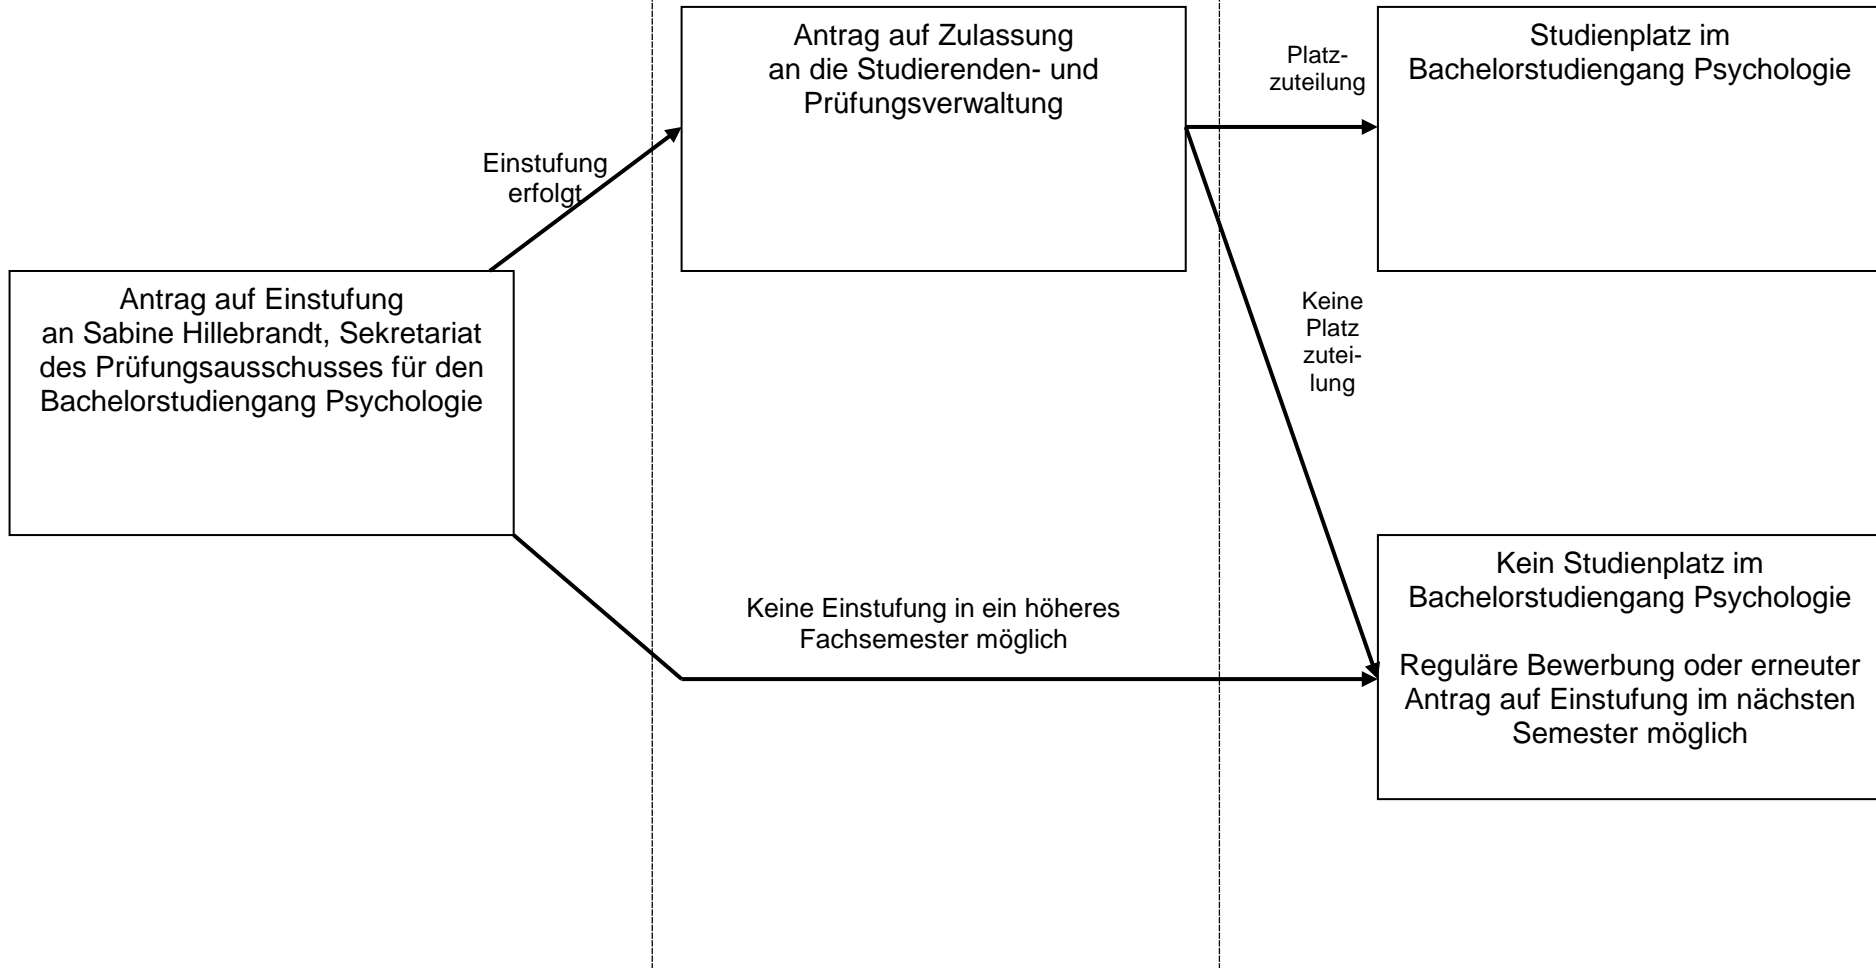 Antrag auf Zulassung
an die Studierenden- und
Prüfungsverwaltung
Platz-
zuteilung
Studienplatz im
Bachelorstudiengang Psychologie
Einstufung
erfolgt
Antrag auf Einstufung
an Sabine Hillebrandt, Sekretariat
des Prüfungsausschusses für den
Bachelorstudiengang Psychologie
Keine
Platz
zutei-
lung
Keine Einstufung in ein höheres
Fachsemester möglich
Kein Studienplatz im
Bachelorstudiengang Psychologie
Reguläre Bewerbung oder erneuter
Antrag auf Einstufung im nächsten
Semester möglich